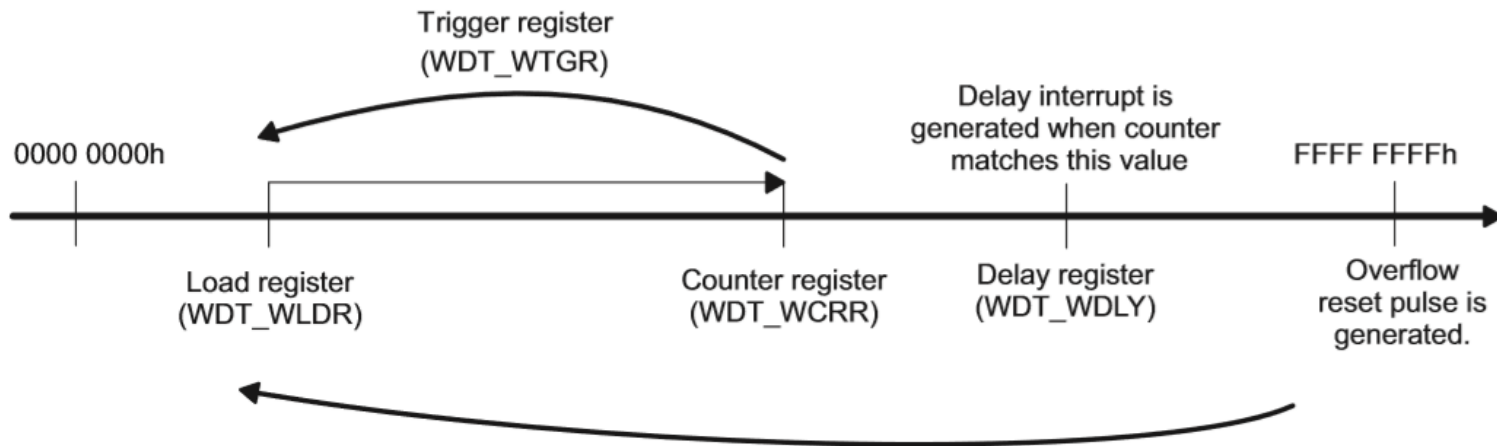 Trigger register
(WDT_WTGR)
Delay interrupt is
generated when counter
matches this value
0000 0000h
FFFF FFFFh
Load register
(WDT_WLDR)
Counter register
(WDT_WCRR)
Delay register
(WDT_WDLY)
Overflow
reset pulse is
generated.